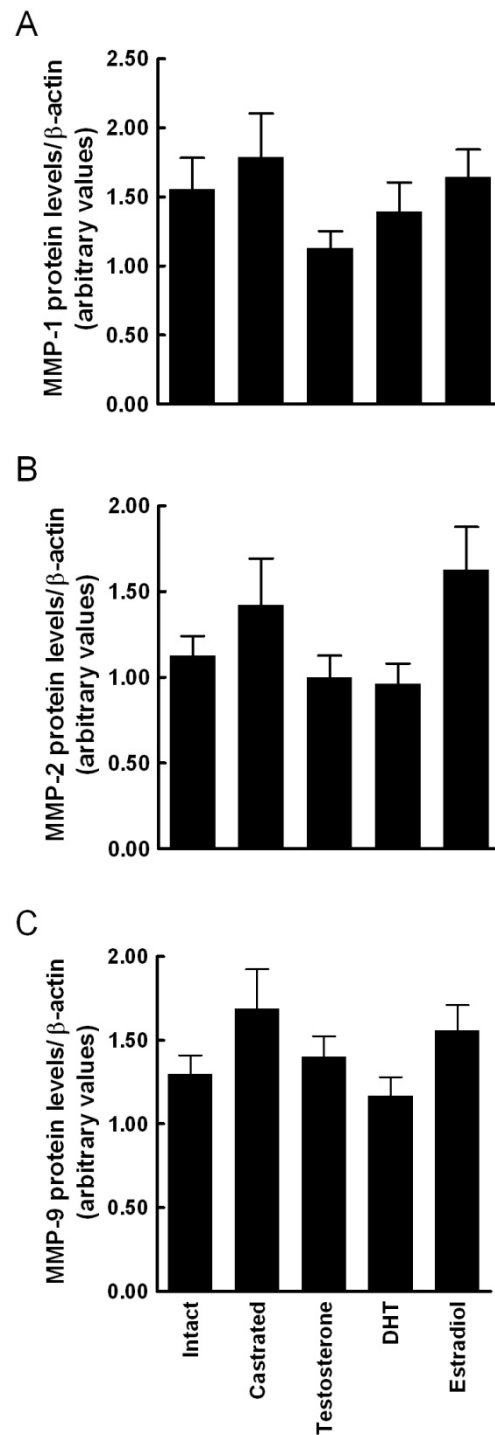 A
MMP-1 protein levels/β-actin
(arbitrary values)
2.50
2.00
1.50
1.00
0.50
0.00
B
MMP-2 protein levels/β-actin
(arbitrary values)
2.00
1.50
1.00
0.50
0.00
C
MMP-9 protein levels/β-actin
(arbitrary values)
2.00
1.50
1.00
0.50
0.00
Intact
Castrated
Testosterone
DHT
Estradiol